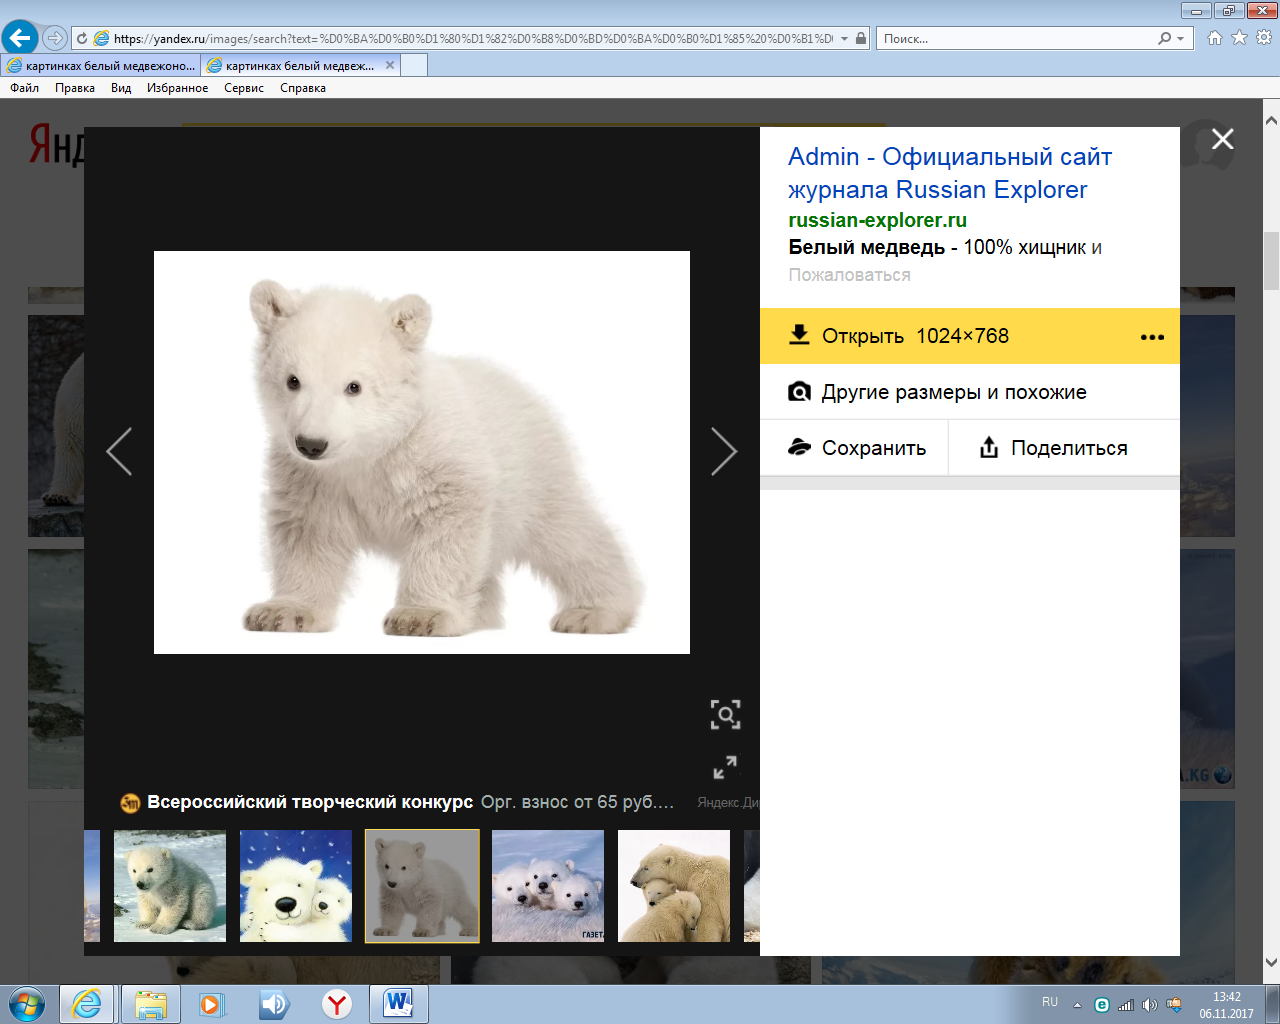 https://yandex.ru/images/search?text=%D0%BA%D0%B0%D1%80%D1%82%D0%B8%D0%BD%D0%BA%D0%B0%D1%85%20%D0%B1%D0
Поиск...
картинках белый медвежоно...
картинках белый медвеж...
Файл Правка Вид Избранное Сервис Справка
Янд
Admin - Официальный сайт
журнала Russian Explorer
russian-explorer.ru
Белый медведь - 100% хищник и
Пожаловаться
Открыть 1024×768
Другие размеры и похожие
Сохранить
Поделиться
A.KG
Всероссийский творческий конкурс Орг. взнос от 65 руб.... Яндекс.Дир
ГАЗЕТ
RU
13:42
06.11.2017